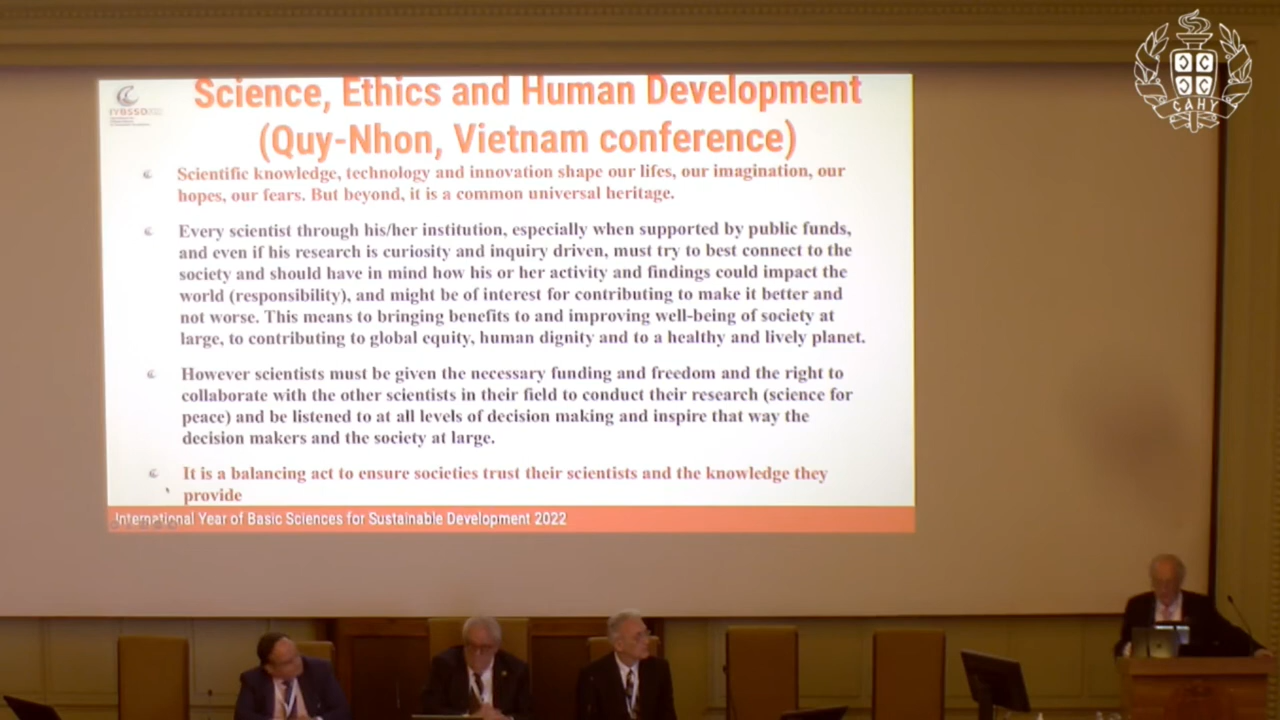 Science, Ethics and Human Development
(Quy-Nhon, Vietnam conference)
IYBSSD2022
Scientific knowledge, technology and innovation shape our lifes, our imagination, our
hopes, our fears. But beyond, it is a common universal heritage.
Every scientist through his/her institution, especially when supported by public funds,
and even if his research is curiosity and inquiry driven, must try to best connect to the
society and should have in mind how his or her activity and findings could impact the
world (responsibility), and might be of interest for contributing to make it better and
not worse. This means to bringing benefits to and improving well-being of society at
large, to contributing to global equity, human dignity and to a healthy and lively planet.
However scientists must be given the necessary funding and freedom and the right to
collaborate with the other scientists in their field to conduct their research (science for
peace) and be listened to at all levels of decision making and inspire that way the
decision makers and the society at large.
It is a balancing act to ensure societies trust their scientists and the knowledge they
provide
International Year of Basic Sciences for Sustainable Development 2022
САНУ